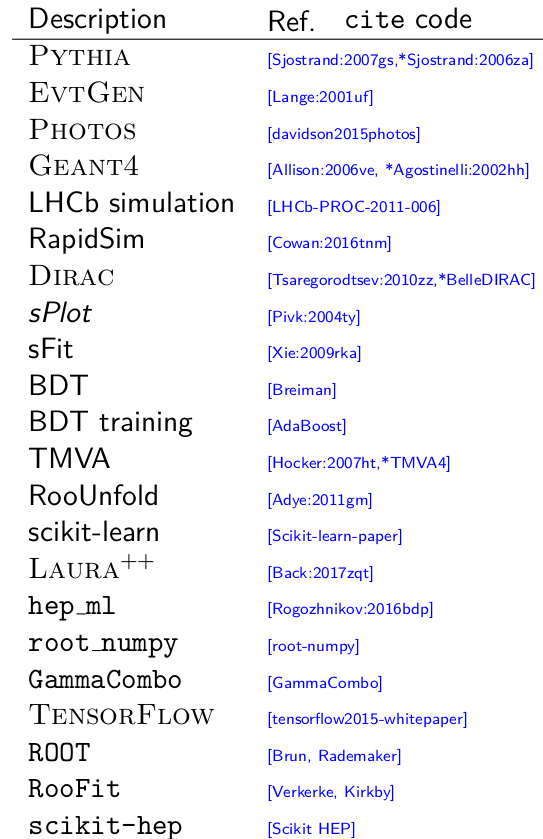 Description Ref. cite code
PYTHIA [Sjostrand:2007gs,*Sjostrand:2006za]
EVTGEN [Lange:2001uf]
PHOTOS [davidson2015photos]
GEANT4 [Allison:2006ve, *Agostinelli:2002hh]
LHCb simulation [LHCb-PROC-2011-006]
RapidSim [Cowan:2016tnm]
DIRAC [Tsaregorodtsev:2010zz,*BelleDIRAC]
sPlot [Pivk:2004ty]
sFit [Xie:2009rka]
BDT [Breiman]
BDT training [AdaBoost]
TMVA [Hocker:2007ht,*TMVA4]
RooUnfold [Adye:2011gm]
scikit-learn [Scikit-learn-paper]
LAURA++ [Back:2017zqt]
hep_ml [Rogozhnikov:2016bdp]
root_numpy [root-numpy]
GammaCombo [GammaCombo]
TENSORFLOW [tensorflow2015-whitepaper]
ROOT [Brun, Rademaker]
RooFit [Verkerke, Kirkby]
scikit-hep [Scikit HEP]